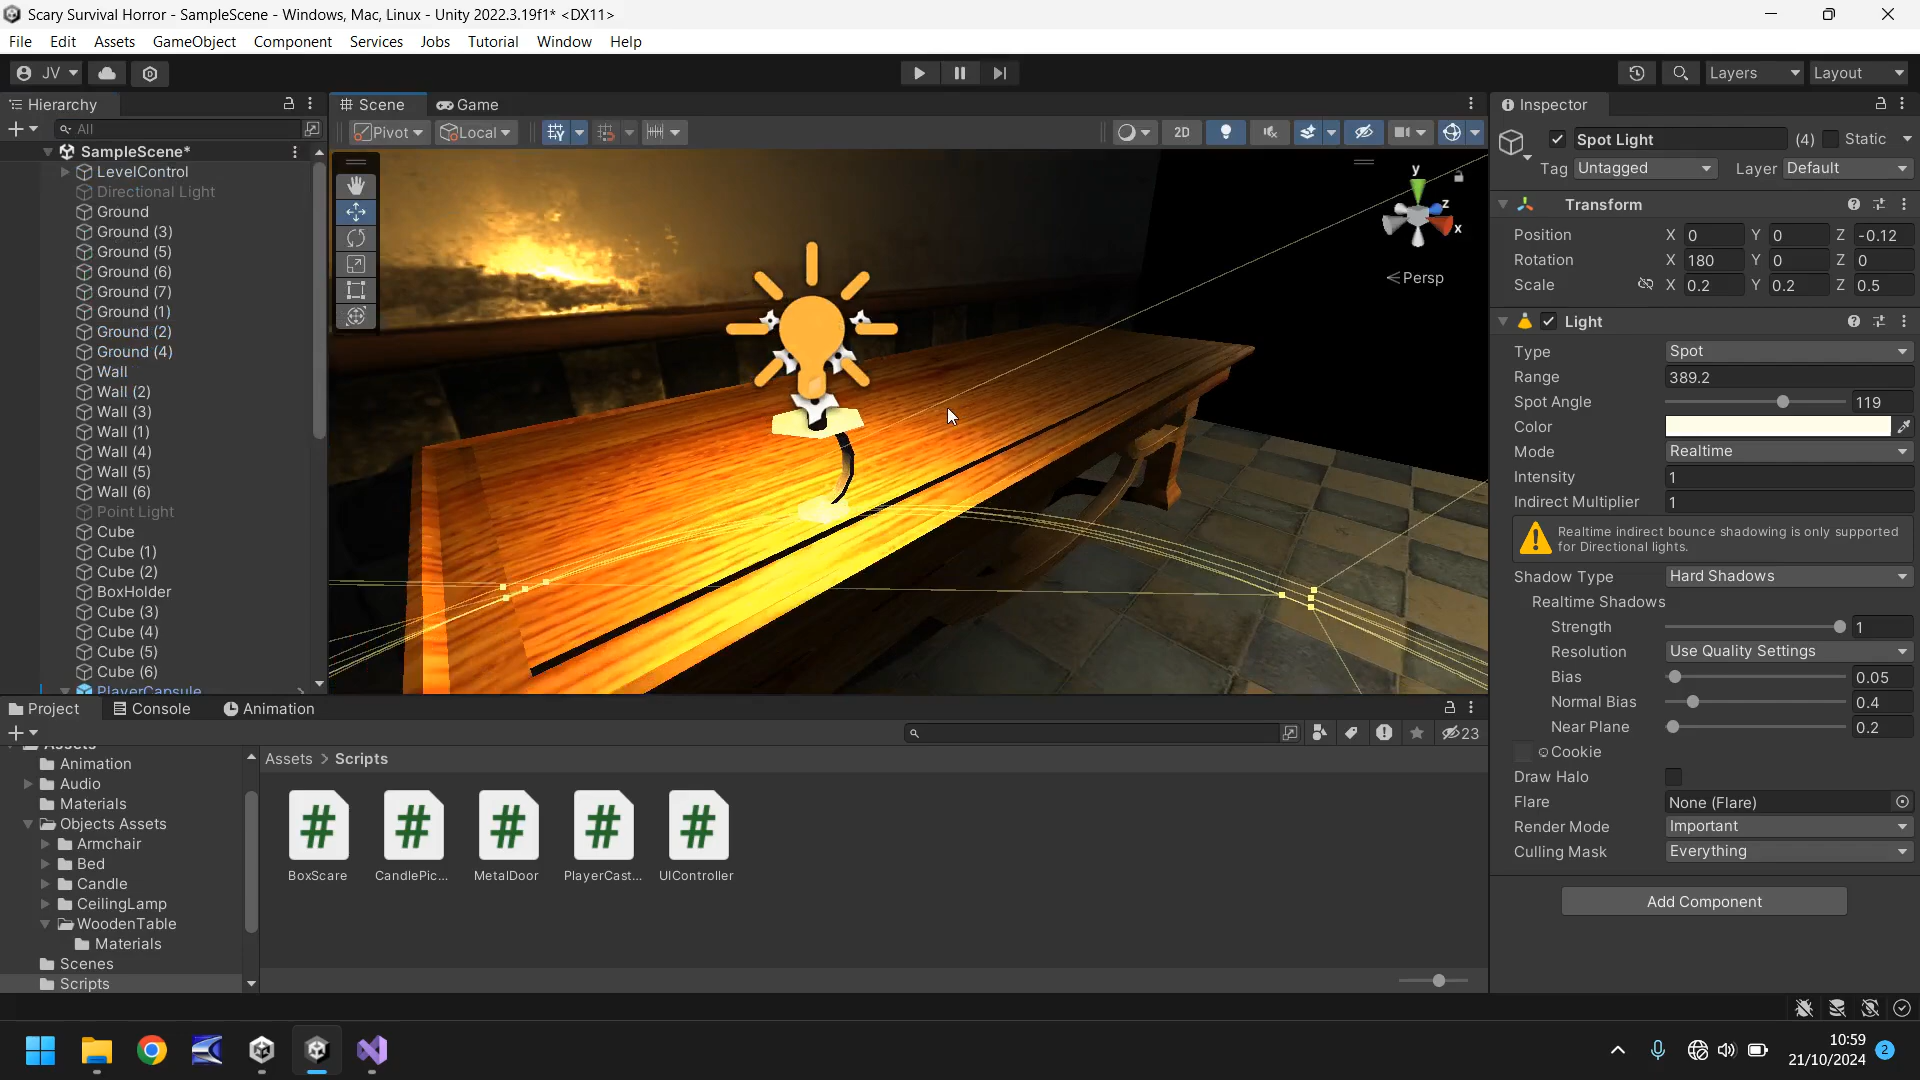 Scary Survival Horror - SampleScene - Windows, Mac, Linux - Unity 2022.3.19f1* <DX11>
File Edit Assets GameObject Component Services Jobs Tutorial Window Help
JV Layers Layout
Hierarchy
All
SampleScene*
LevelControl
Directional Light
Ground
Ground (3)
Ground (5)
Ground (6)
Ground (7)
Ground (1)
Ground (2)
Ground (4)
Wall
Wall (2)
Wall (3)
Wall (1)
Wall (4)
Wall (5)
Wall (6)
Point Light
Cube
Cube (1)
Cube (2)
BoxHolder
Cube (3)
Cube (4)
Cube (5)
Cube (6)
PlayerCapsule
Scene Game
Pivot Local 2D
y
z
x
Persp
Inspector
Spot Light (4) Static
Tag Untagged Layer Default
Transform
Position X 0 Y 0 Z -0.12
Rotation X 180 Y 0 Z 0
Scale X 0.2 Y 0.2 Z 0.5
Light
Type Spot
Range 389.2
Spot Angle 119
Color
Mode Realtime
Intensity 1
Indirect Multiplier 1
Realtime indirect bounce shadowing is only supported
for Directional lights.
Shadow Type Hard Shadows
Realtime Shadows
Strength 1
Resolution Use Quality Settings
Bias 0.05
Normal Bias 0.4
Near Plane 0.2
Cookie
Draw Halo
Flare None (Flare)
Render Mode Important
Culling Mask Everything
Add Component
Project Console Animation
23
Assets
Animation
Audio
Materials
Objects Assets
Armchair
Bed
Candle
CeilingLamp
WoodenTable
Materials
Scenes
Scripts
Assets > Scripts
# # # # #
BoxScare CandlePic... MetalDoor PlayerCast... UIController
10:59
21/10/2024 2